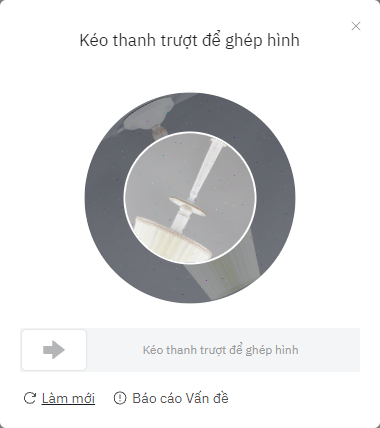 Kéo thanh trượt để ghép hình
Kéo thanh trượt để ghép hình
Làm mới
Báo cáo Vấn đề